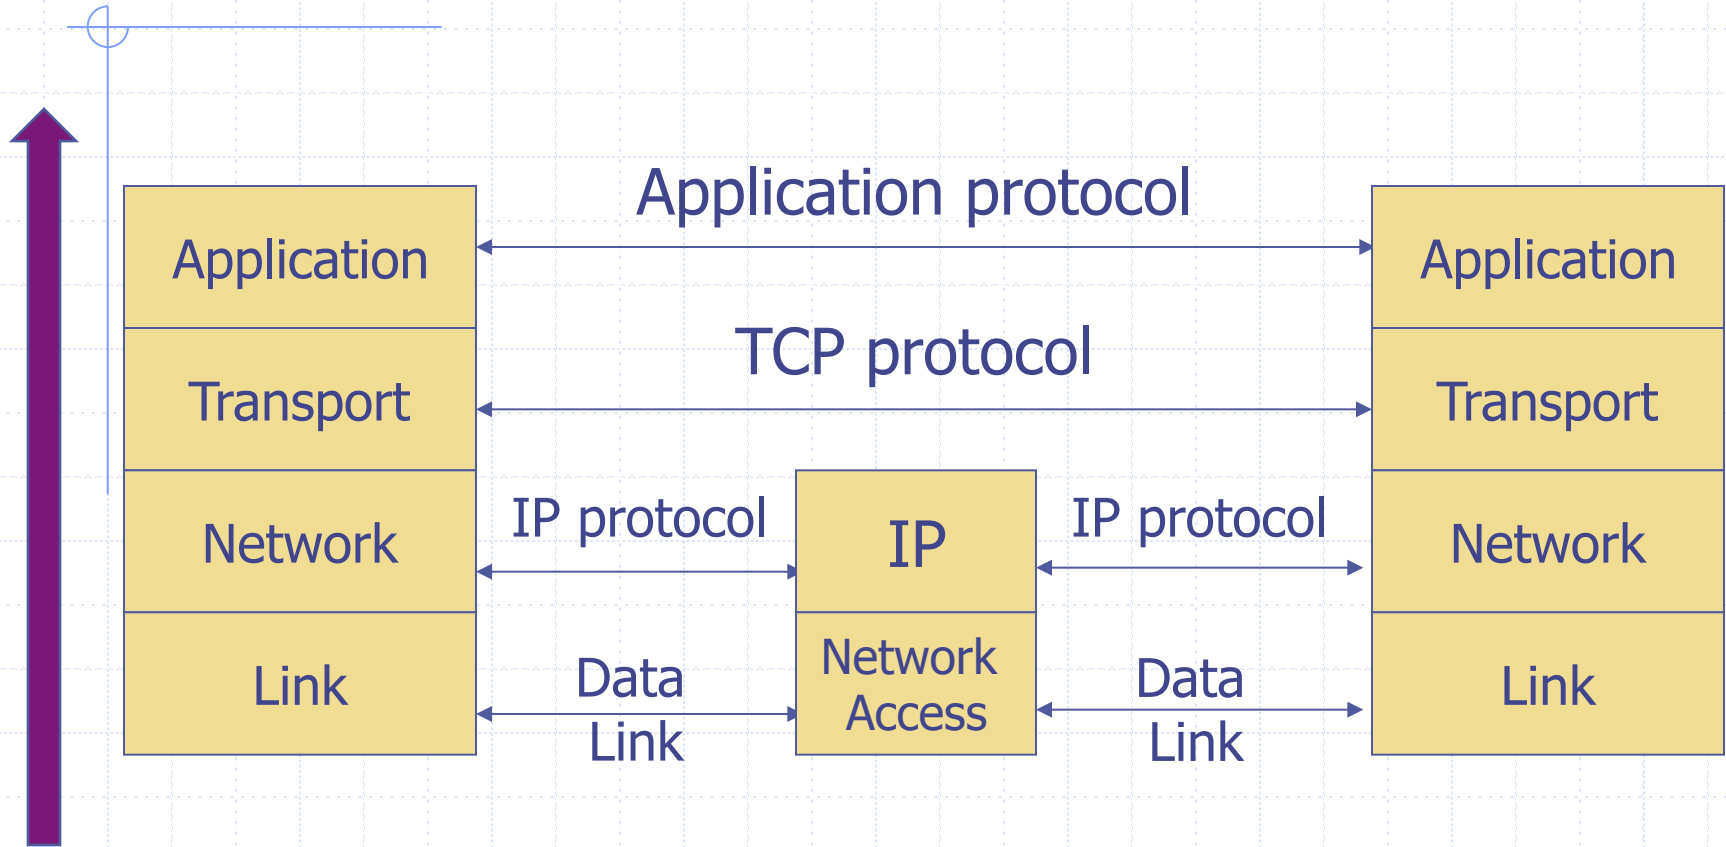 Application protocol
Application
Application
TCP protocol
Transport
Transport
IP protocol
IP protocol
Network
IP
Network
Link
Data
Link
Network
Access
Data
Link
Link